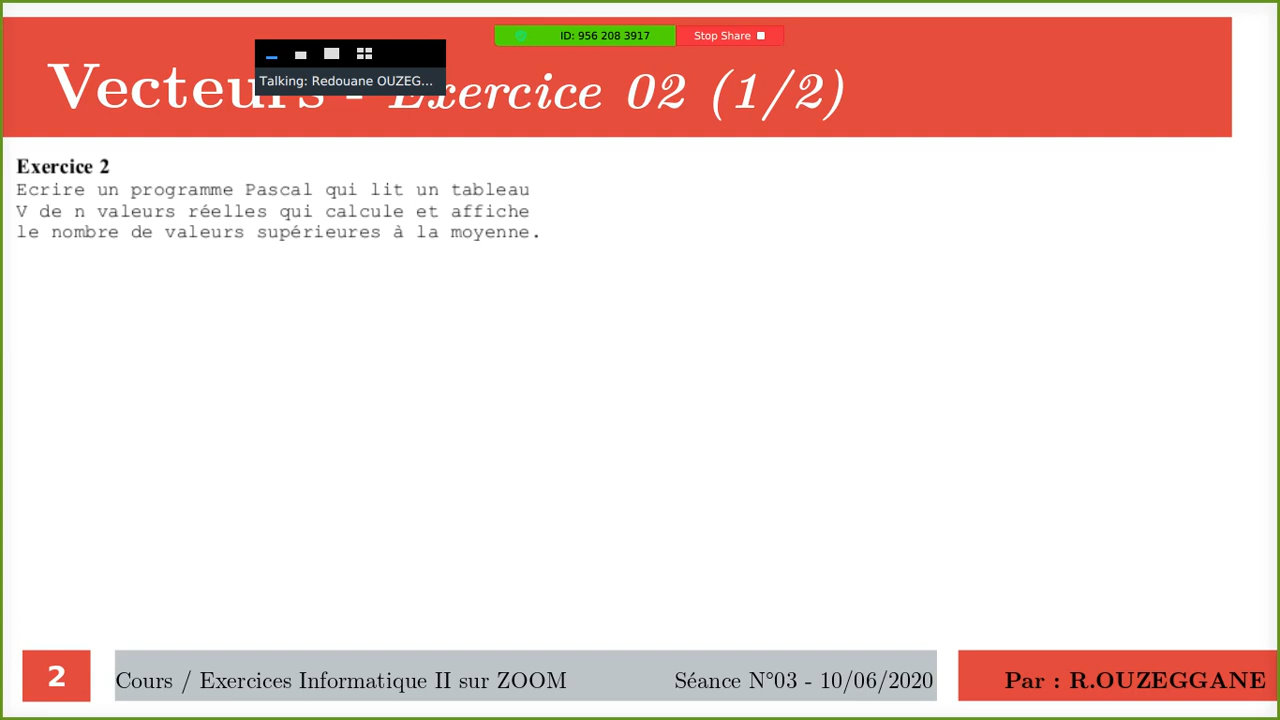 ID: 956 208 3917 Stop Share
Talking: Redouane OUZEG...
Vecteurs - Exercice 02 (1/2)
Exercice 2
Ecrire un programme Pascal qui lit un tableau
V de n valeurs réelles qui calcule et affiche
le nombre de valeurs supérieures à la moyenne.
2 Cours / Exercices Informatique II sur ZOOM Séance N°03 - 10/06/2020 Par : R.OUZEGGANE